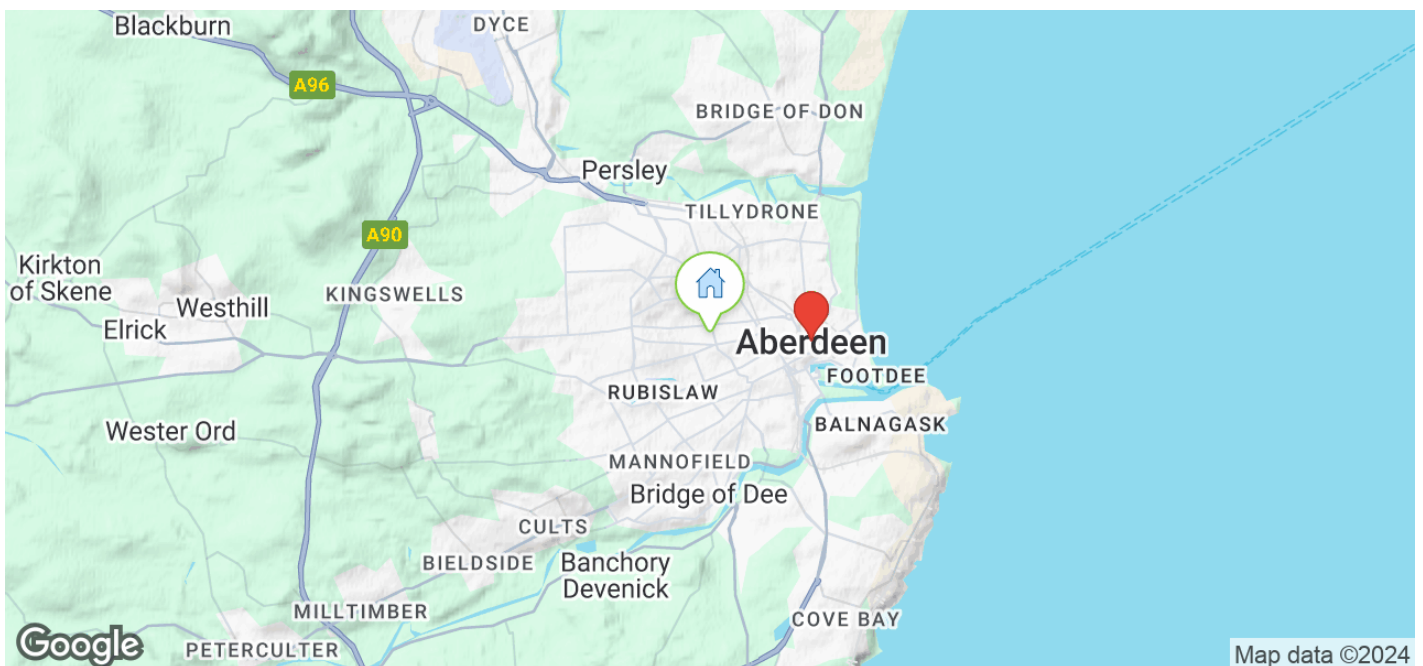 Blackburn
DYCE
A96
BRIDGE OF DON
Persley
TILLYDRONE
A90
Kirkton
of Skene
Westhill
KINGSWELLS
Elrick
Aberdeen
FOOTDEE
RUBISLAW
Wester Ord
BALNAGASK
MANNOFIELD
Bridge of Dee
CULTS
BIELDSIDE
Banchory
Devenick
MILLTIMBER
COVE BAY
PETERCULTER
Google
Map data ©2024